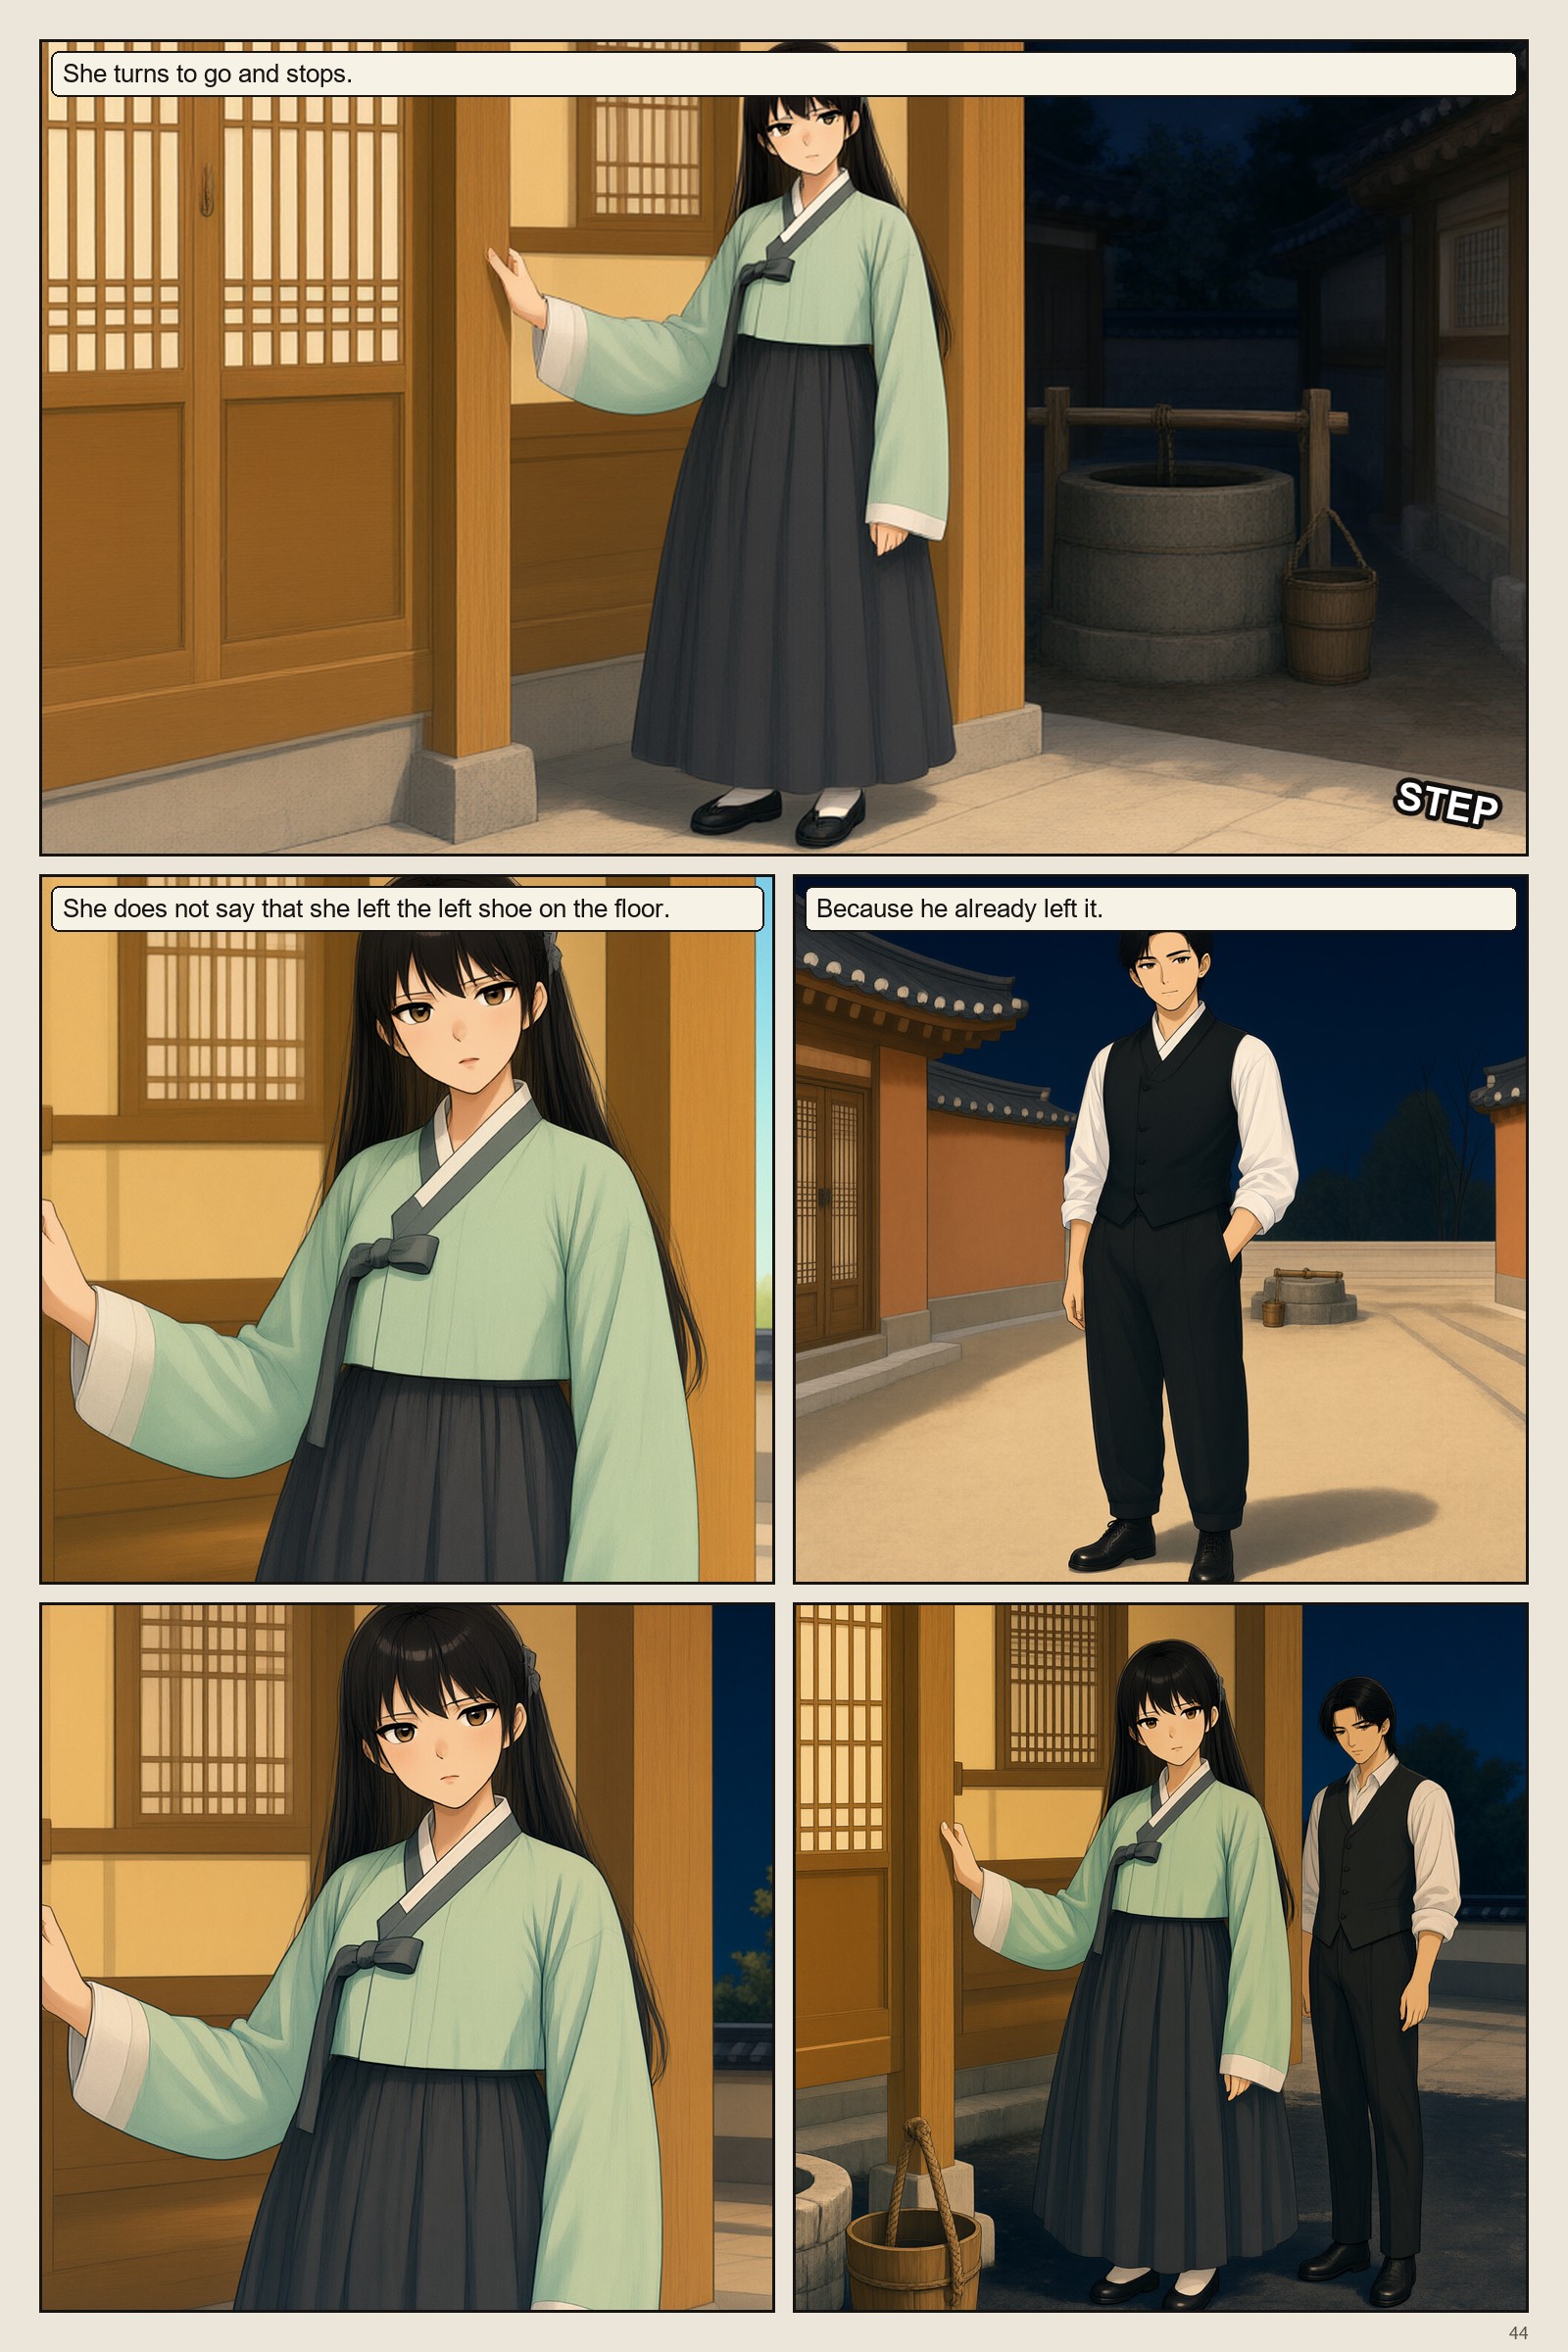 She turns to go and stops.
STEP
She does not say that she left the left shoe on the floor.
Because he already left it.
44